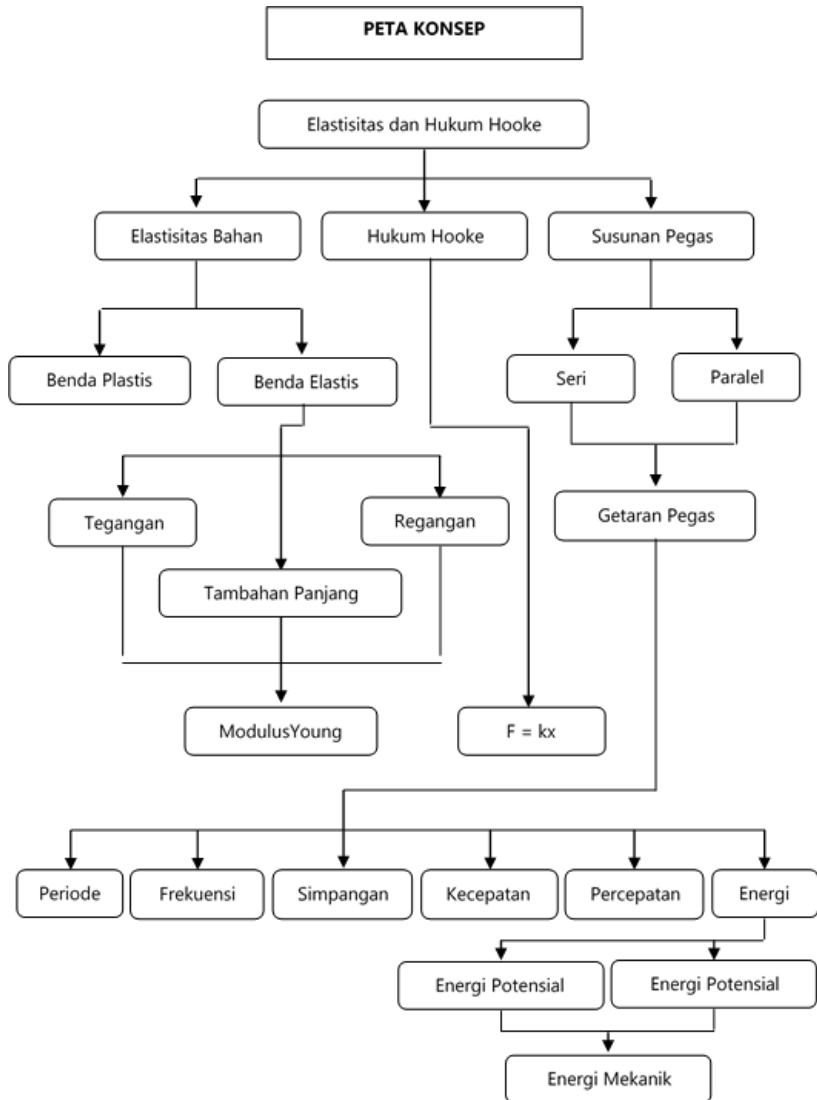 PETA KONSEP
Elastisitas dan Hukum Hooke
Elastisitas Bahan
Hukum Hooke
Susunan Pegas
Benda Plastis
Benda Elastis
Seri
Paralel
Tegangan
Regangan
Getaran Pegas
Tambahan Panjang
ModulusYoung
F = kx
Periode
Frekuensi
Simpangan
Kecepatan
Percepatan
Energi
Energi Potensial
Energi Potensial
Energi Mekanik